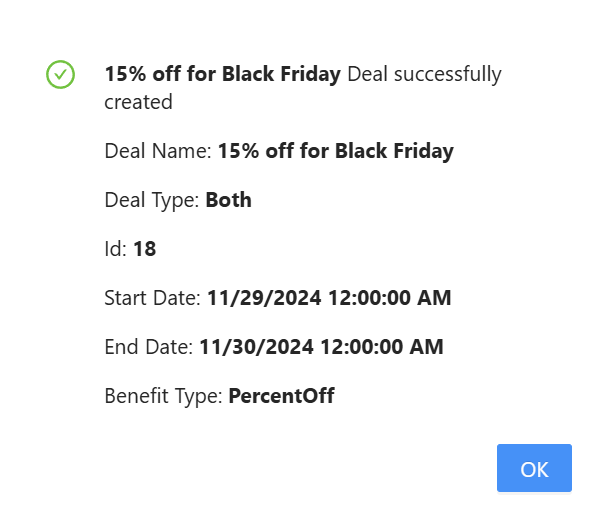 15% off for Black Friday Deal successfully
created
Deal Name: 15% off for Black Friday
Deal Type: Both
Id: 18
Start Date: 11/29/2024 12:00:00 AM
End Date: 11/30/2024 12:00:00 AM
Benefit Type: PercentOff
OK